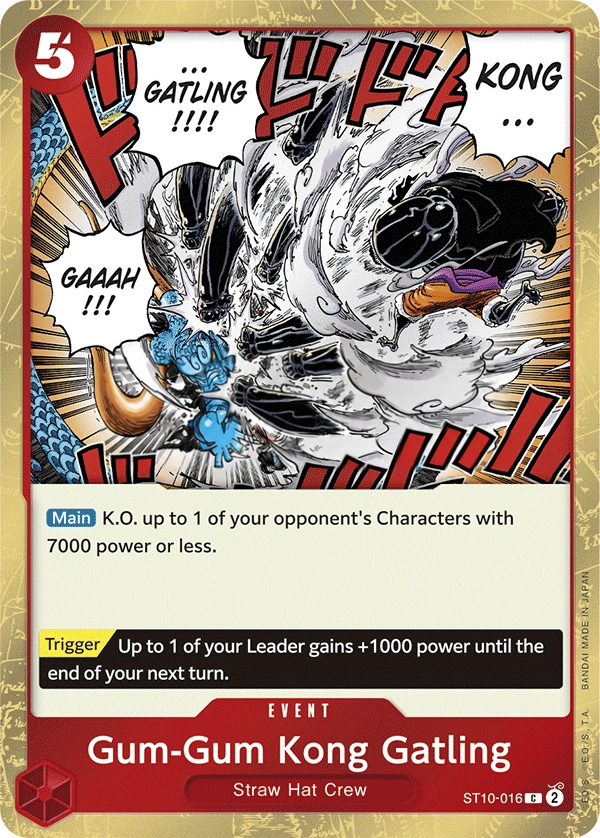 5
...
GATLING
!!!!
KONG
...
ドドドド
GAAAH
!!!
Main K.O. up to 1 of your opponent's Characters with
7000 power or less.
Trigger Up to 1 of your Leader gains +1000 power until the
end of your next turn.
EVENT
Gum-Gum Kong Gatling
Straw Hat Crew
ST10-016 C 2
BANDAI MADE IN JAPAN